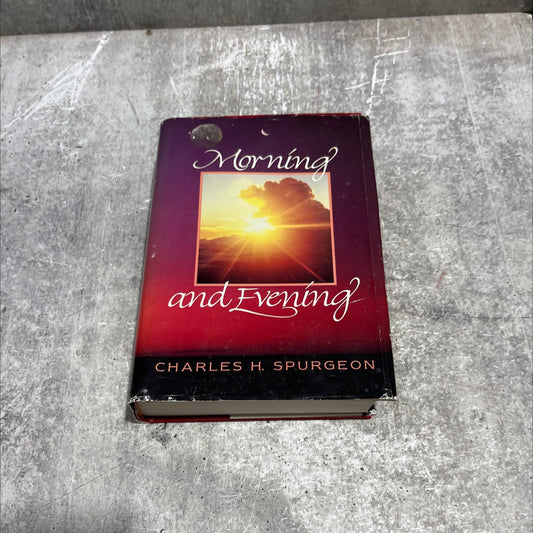 Morning
and Evening
CHARLES H. SPURGEON